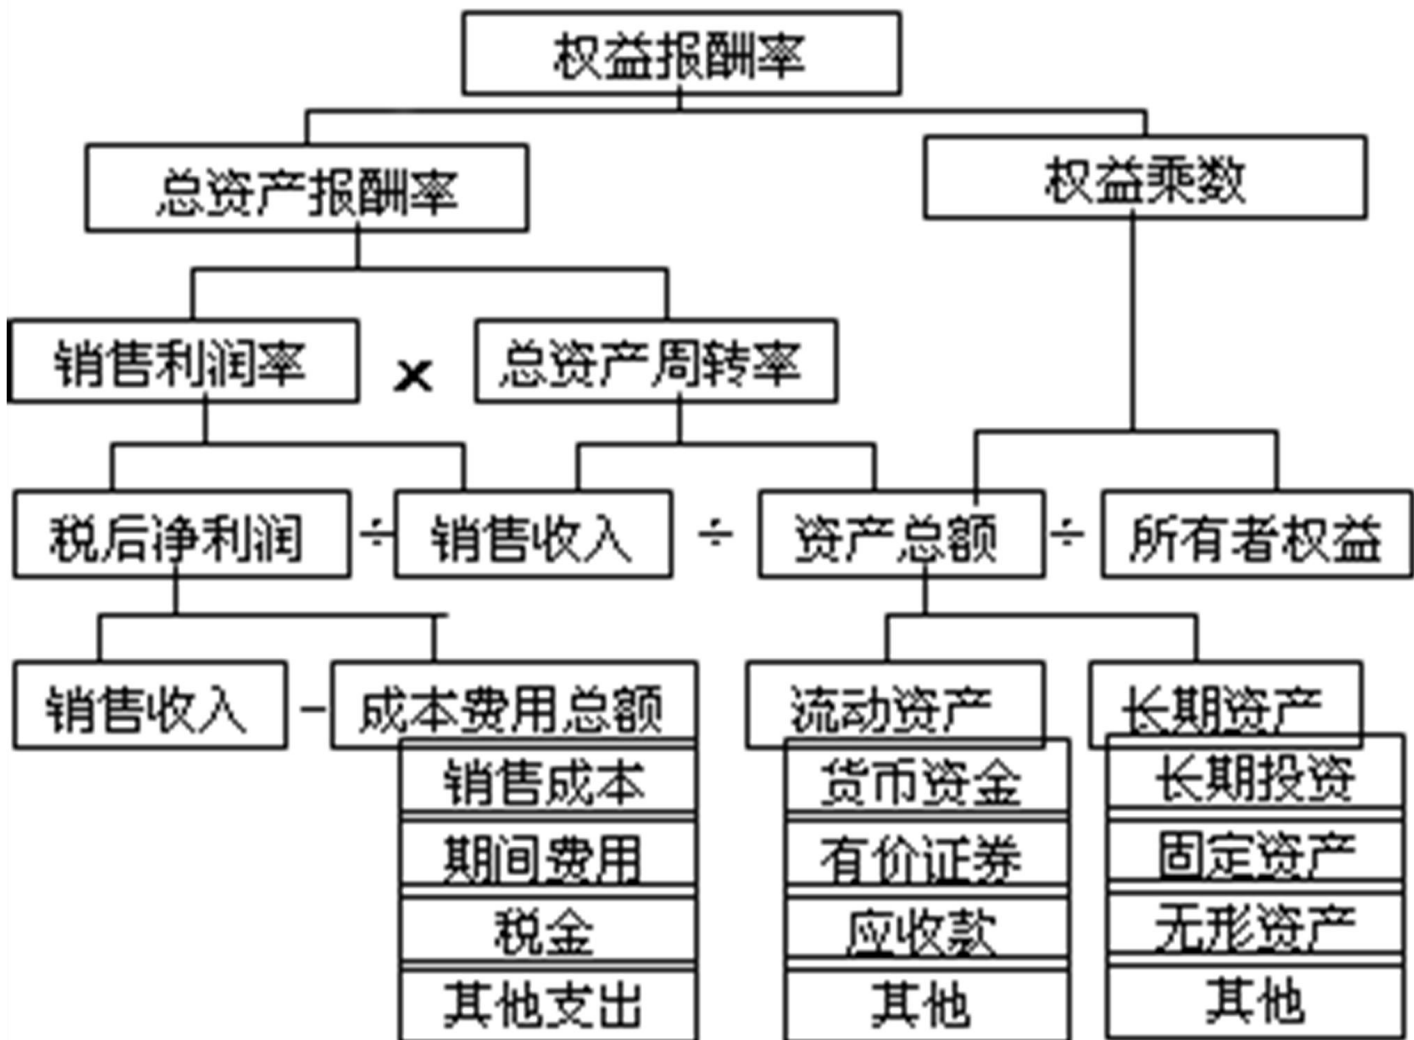 权益报酬率
总资产报酬率
权益乘数
销售利润率 × 总资产周转率
税后净利润 ÷ 销售收入 ÷ 资产总额 ÷ 所有者权益
销售收入 − 成本费用总额 流动资产 长期资产
销售成本 货币资金 长期投资
期间费用 有价证券 固定资产
税金 应收款 无形资产
其他支出 其他 其他